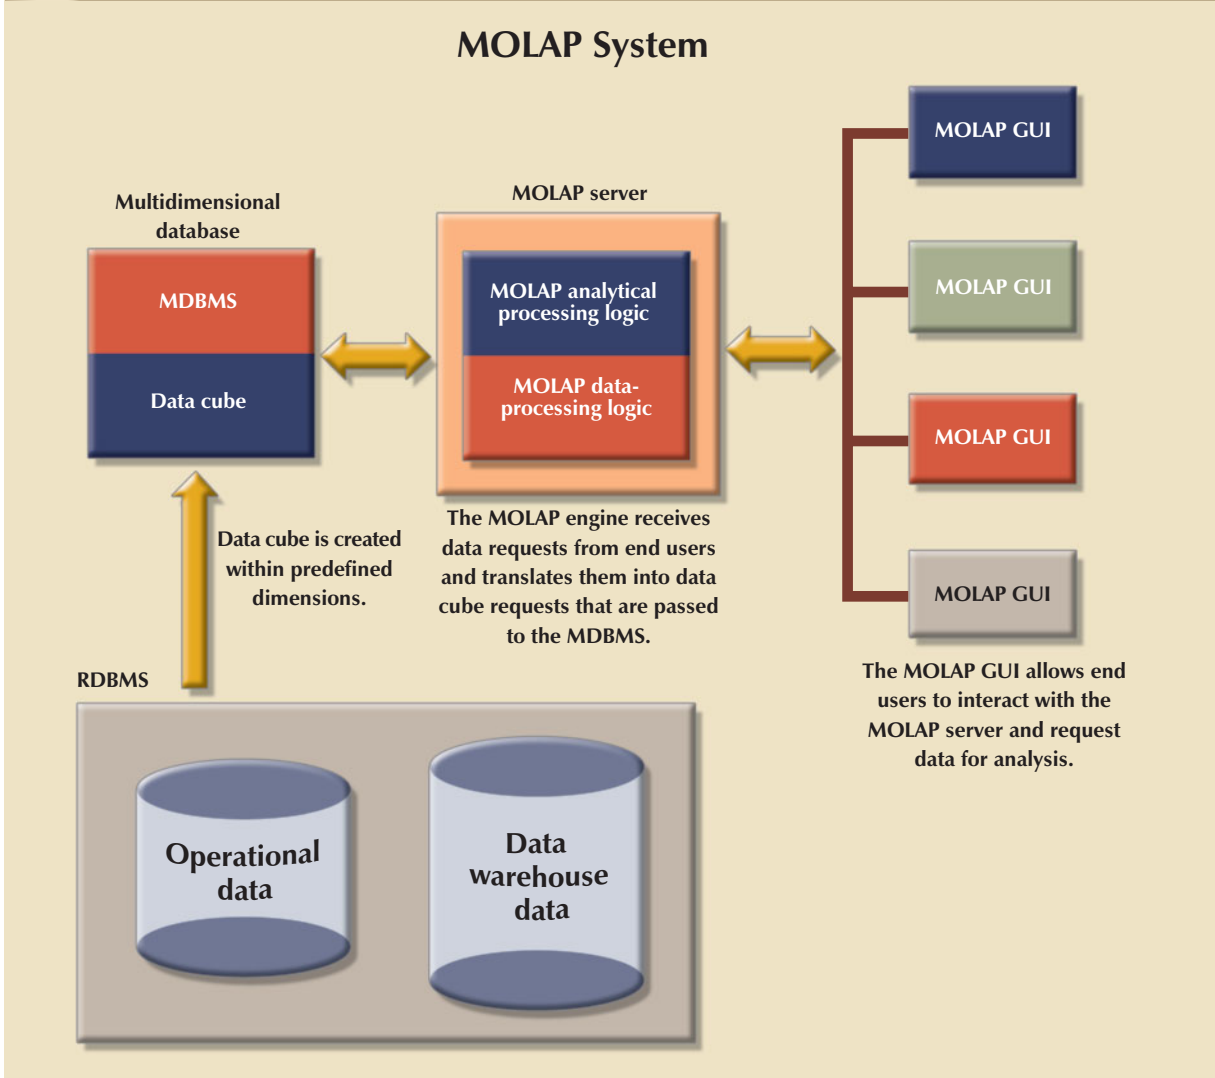 MOLAP System
Multidimensional
database
MDBMS
Data cube
MOLAP server
MOLAP analytical
processing logic
MOLAP data-
processing logic
MOLAP GUI
MOLAP GUI
MOLAP GUI
MOLAP GUI
Data cube is created
within predefined
dimensions.
The MOLAP engine receives
data requests from end users
and translates them into data
cube requests that are passed
to the MDBMS.
The MOLAP GUI allows end
users to interact with the
MOLAP server and request
data for analysis.
RDBMS
Operational
data
Data
warehouse
data